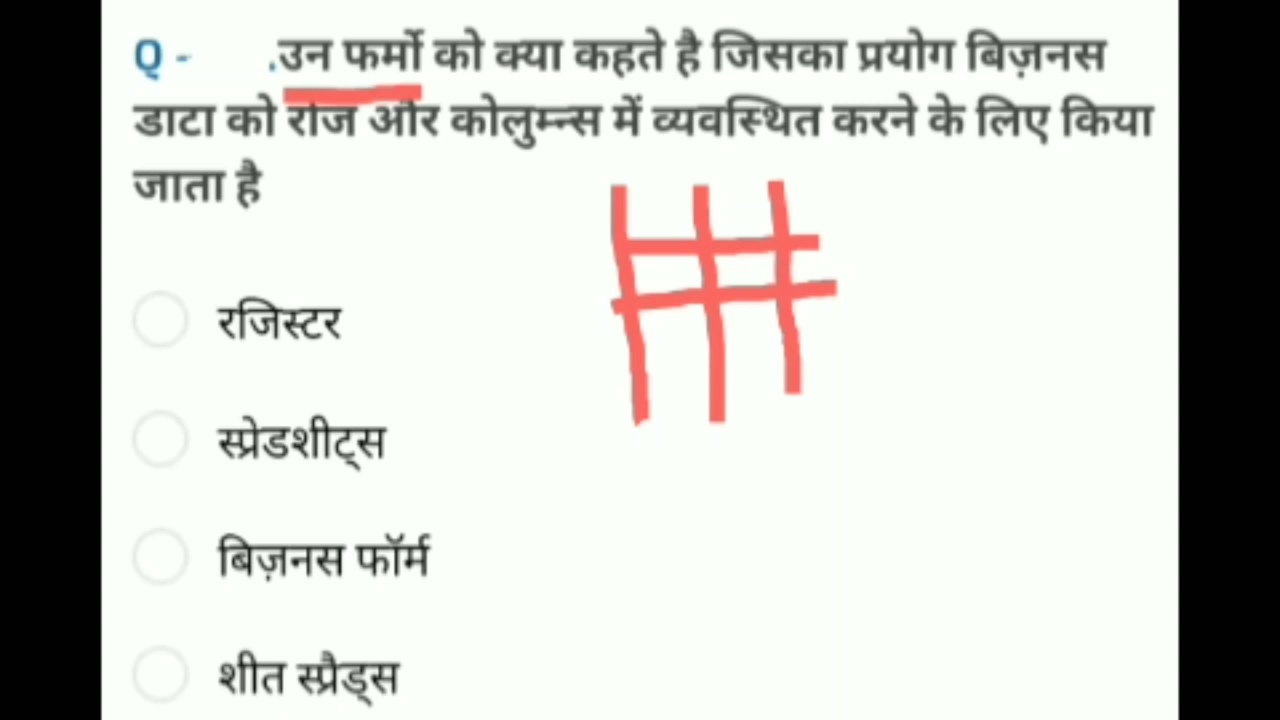 Q - .उन फर्मो को क्या कहते है जिसका प्रयोग बिज़नस
डाटा को रोज और कोलुम्न्स में व्यवस्थित करने के लिए किया
जाता है
रजिस्टर
स्प्रेडशीट्स
बिज़नस फॉर्म
शीत स्प्रैड्स